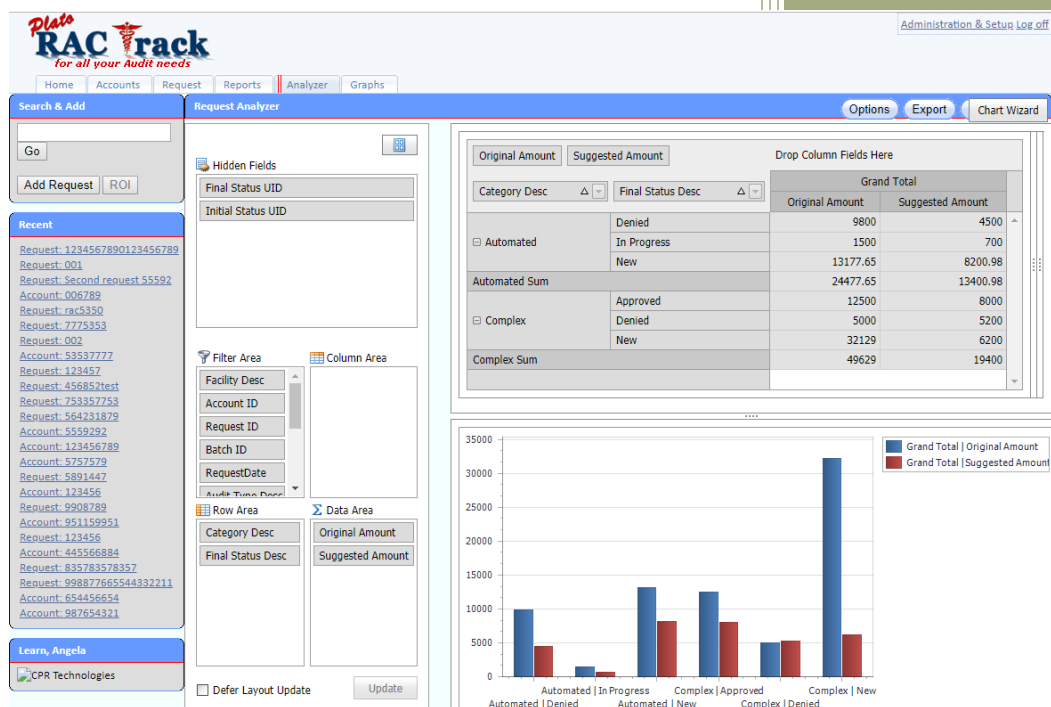 Plato
RAC Track
for all your Audit needs
Administration & Setup Log off
Home Accounts Request Reports Analyzer Graphs
Search & Add
Go
Add Request ROI
Recent
Request: 1234567890123456789
Request: 001
Request: Second request 55592
Account: 006789
Request: rac5350
Request: 7775353
Request: 002
Account: 53537777
Request: 123457
Request: 456852test
Request: 753357753
Request: 564231879
Account: 5559292
Account: 123456789
Account: 5757579
Request: 5891447
Account: 123456
Request: 9908789
Account: 951159951
Request: 123456
Account: 445566884
Request: 835783578357
Request: 998877665544332211
Account: 654456654
Account: 987654321
Learn, Angela
CPR Technologies
Request Analyzer
Options Export Chart Wizard
Hidden Fields
Final Status UID
Initial Status UID
Filter Area
Facility Desc
Account ID
Request ID
Batch ID
RequestDate
Audit Type Desc
Column Area
Row Area
Category Desc
Final Status Desc
Data Area
Original Amount
Suggested Amount
Defer Layout Update Update
Original Amount Suggested Amount Drop Column Fields Here
Category Desc Final Status Desc Grand Total
Original Amount Suggested Amount
Automated
Denied 9800 4500
In Progress 1500 700
New 13177.65 8200.98
Automated Sum 24477.65 13400.98
Complex
Approved 12500 8000
Denied 5000 5200
New 32129 6200
Complex Sum 49629 19400
35000
30000
25000
20000
15000
10000
5000
0
Automated | In Progress Complex | Approved Complex | New
Automated | Denied Automated | New Complex | Denied
Grand Total | Original Amount
Grand Total | Suggested Amount